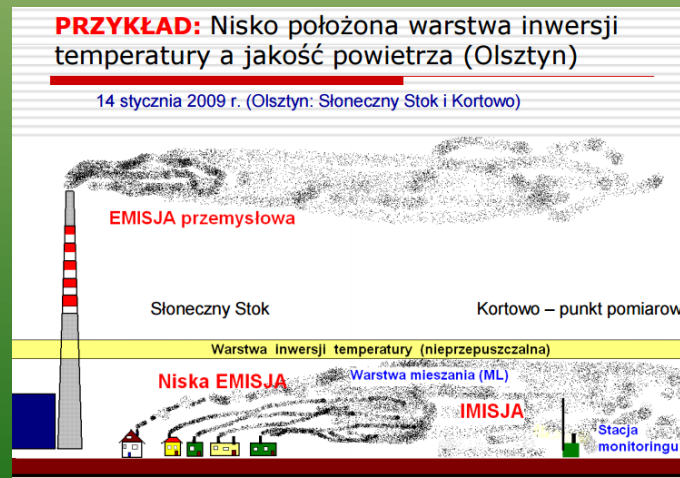 PRZYKŁAD: Nisko położona warstwa inwersji
temperatury a jakość powietrza (Olsztyn)
14 stycznia 2009 r. (Olsztyn: Słoneczny Stok i Kortowo)
EMISJA przemysłowa
Słoneczny Stok
Kortowo – punkt pomiarow
Warstwa inwersji temperatury (nieprzepuszczalna)
Niska EMISJA
Warstwa mieszania (ML)
IMISJA
Stacja
monitoringu